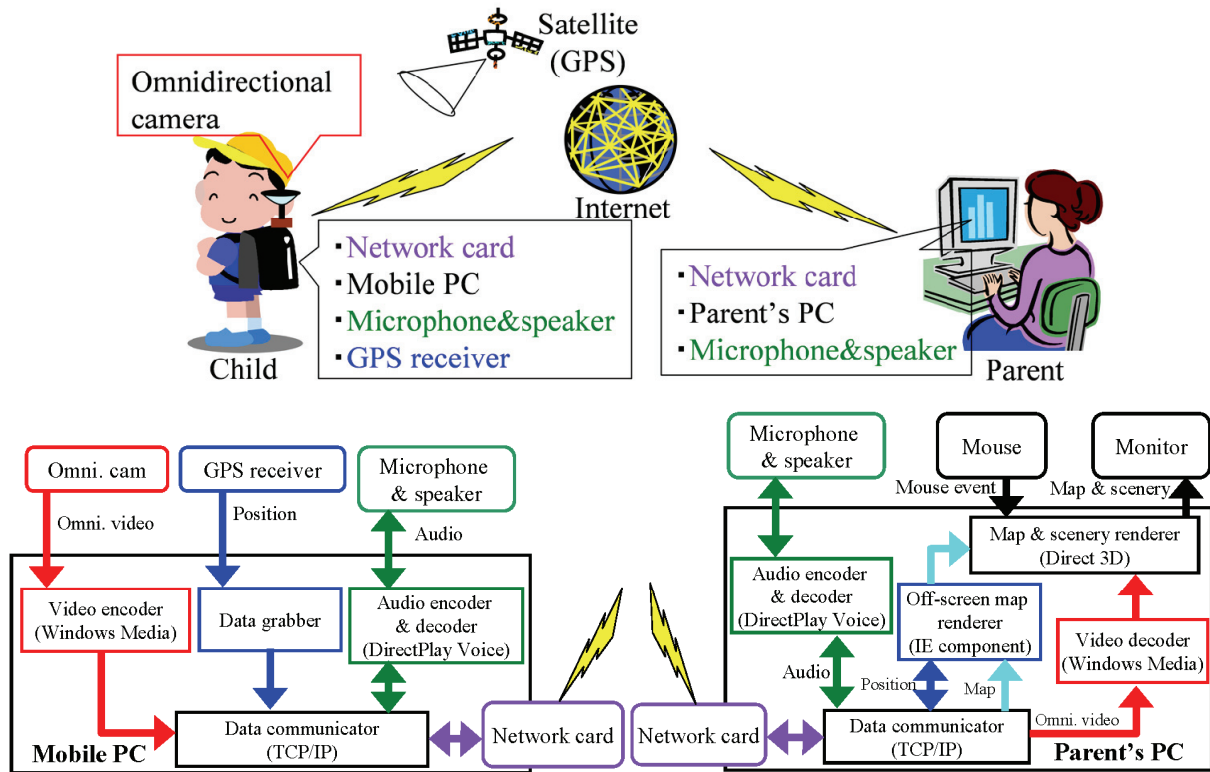 Satellite
(GPS)
Omnidirectional
camera
Internet
・Network card
・Mobile PC
・Microphone&speaker
・GPS receiver
・Network card
・Parent's PC
・Microphone&speaker
Child
Parent
Omni. cam
GPS receiver
Microphone
& speaker
Omni. video
Position
Audio
Video encoder
(Windows Media)
Data grabber
Audio encoder
& decoder
(DirectPlay Voice)
Data communicator
(TCP/IP)
Mobile PC
Network card
Microphone
& speaker
Mouse
Monitor
Mouse event
Map & scenery
Map & scenery renderer
(Direct 3D)
Audio encoder
& decoder
(DirectPlay Voice)
Off-screen map
renderer
(IE component)
Video decoder
(Windows Media)
Audio
Position
Map
Omni. video
Network card
Data communicator
(TCP/IP)
Parent's PC